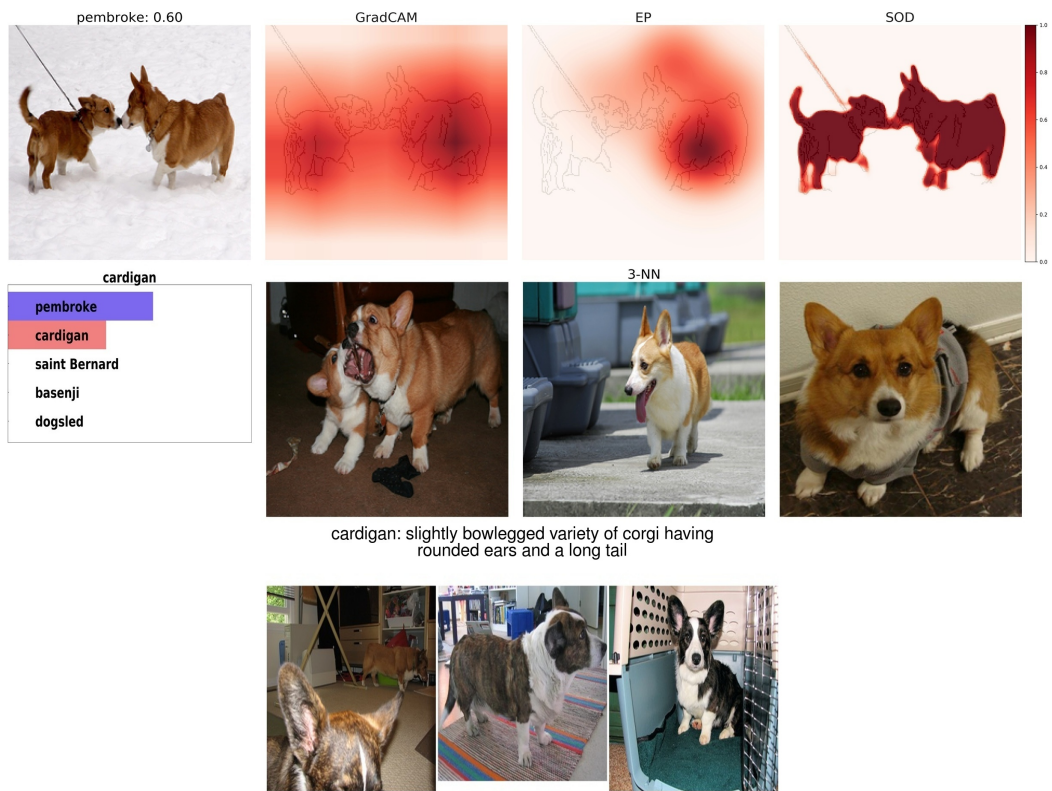 pembroke: 0.60
GradCAM
EP
SOD
1.0
0.8
0.6
0.4
0.2
0.0
cardigan
pembroke
cardigan
saint Bernard
basenji
dogsled
3-NN
cardigan: slightly bowlegged variety of corgi having
rounded ears and a long tail